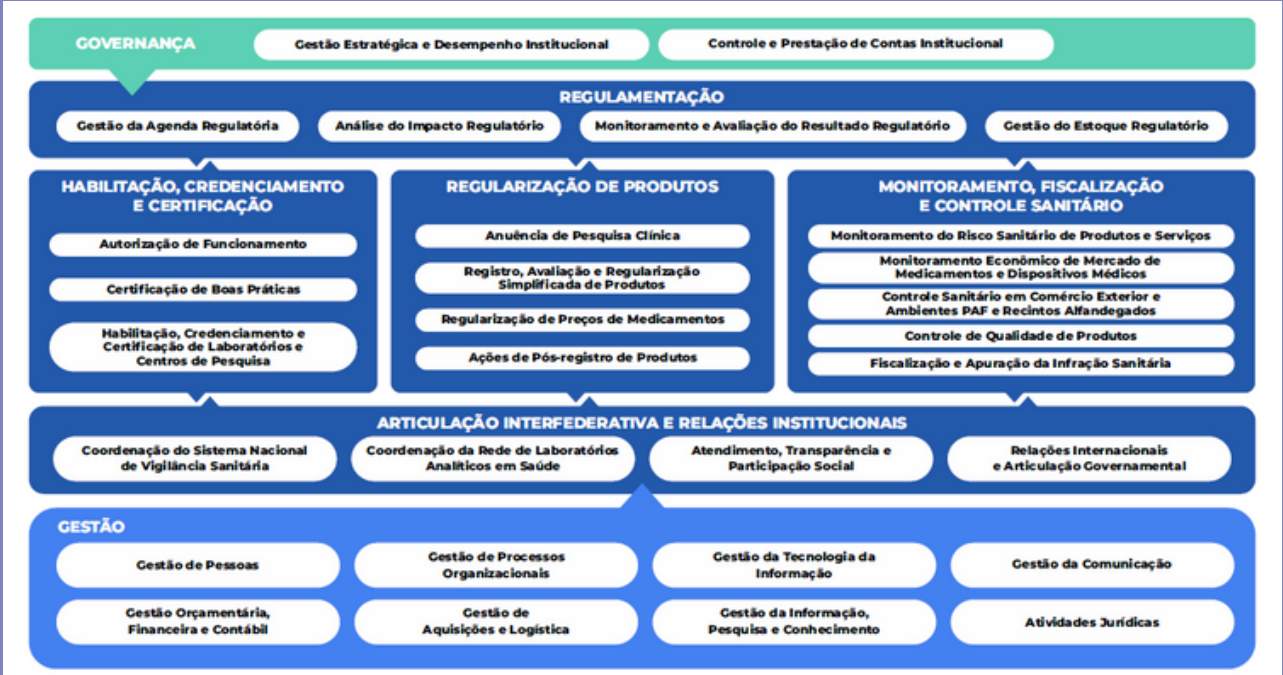 GOVERNANÇA
Gestão Estratégica e Desempenho Institucional
Controle e Prestação de Contas Institucional
REGULAMENTAÇÃO
Gestão da Agenda Regulatória
Análise do Impacto Regulatório
Monitoramento e Avaliação do Resultado Regulatório
Gestão do Estoque Regulatório
HABILITAÇÃO, CREDENCIAMENTO
E CERTIFICAÇÃO
Autorização de Funcionamento
Certificação de Boas Práticas
Habilitação, Credenciamento e
Certificação de Laboratórios e
Centros de Pesquisa
REGULARIZAÇÃO DE PRODUTOS
Anuência de Pesquisa Clínica
Registro, Avaliação e Regularização
Simplificada de Produtos
Regularização de Preços de Medicamentos
Ações de Pós-registro de Produtos
MONITORAMENTO, FISCALIZAÇÃO
E CONTROLE SANITÁRIO
Monitoramento do Risco Sanitário de Produtos e Serviços
Monitoramento Econômico de Mercado de
Medicamentos e Dispositivos Médicos
Controle Sanitário em Comércio Exterior e
Ambientes PAF e Recintos Alfandegados
Controle de Qualidade de Produtos
Fiscalização e Apuração da Infração Sanitária
ARTICULAÇÃO INTERFEDERATIVA E RELAÇÕES INSTITUCIONAIS
Coordenação do Sistema Nacional
de Vigilância Sanitária
Coordenação da Rede de Laboratórios
Analíticos em Saúde
Atendimento, Transparência e
Participação Social
Relações Internacionais
e Articulação Governamental
GESTÃO
Gestão de Pessoas
Gestão de Processos
Organizacionais
Gestão da Tecnologia da
Informação
Gestão da Comunicação
Gestão Orçamentária,
Financeira e Contábil
Gestão de
Aquisições e Logística
Gestão da Informação,
Pesquisa e Conhecimento
Atividades Jurídicas